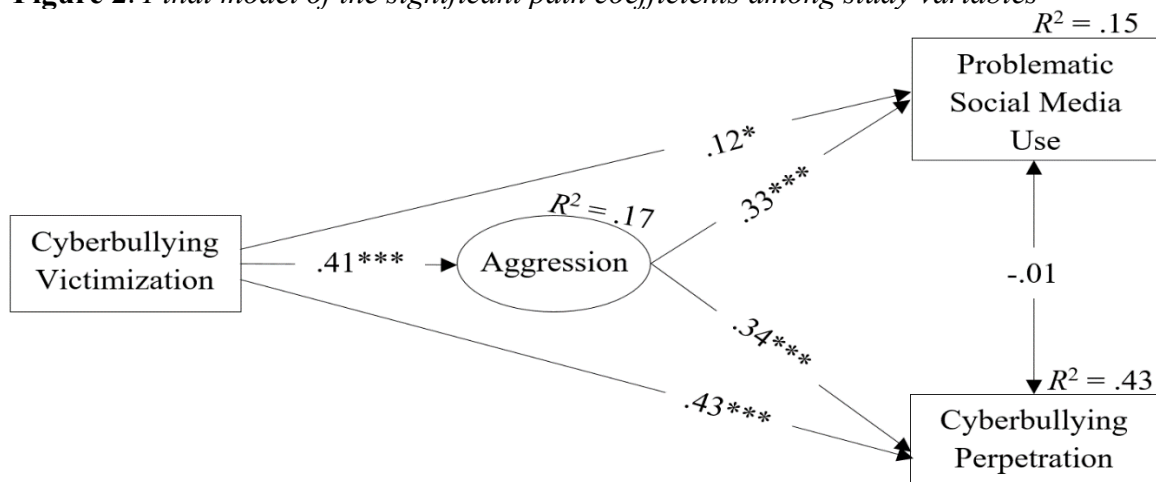 Figure 2. Final model of the significant path coefficients among study variables
R² = .15
Problematic
Social Media
Use
.12*
.33***
R² = .17
Cyberbullying
Victimization
.41***
Aggression
-.01
.34***
.43***
R² = .43
Cyberbullying
Perpetration